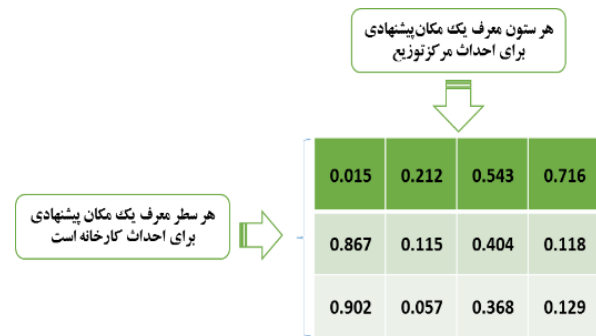 هر ستون معرف یک مکان پیشنهادی
برای احداث مرکز توزیع
0.015 0.212 0.543 0.716
هر سطر معرف یک مکان پیشنهادی
برای احداث کارخانه است
0.867 0.115 0.404 0.118
0.902 0.057 0.368 0.129